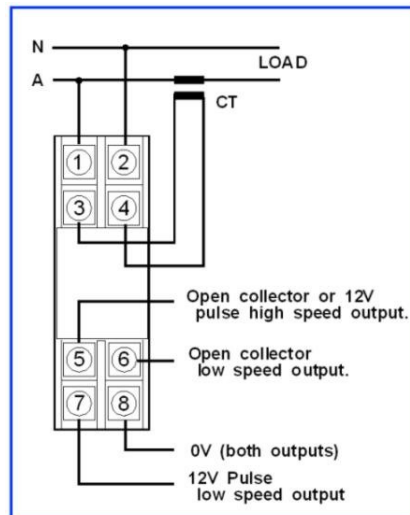 N
A
LOAD
CT
1 2
3 4
Open collector or 12V
pulse high speed output.
5 6
Open collector
low speed output.
7 8
0V (both outputs)
12V Pulse
low speed output